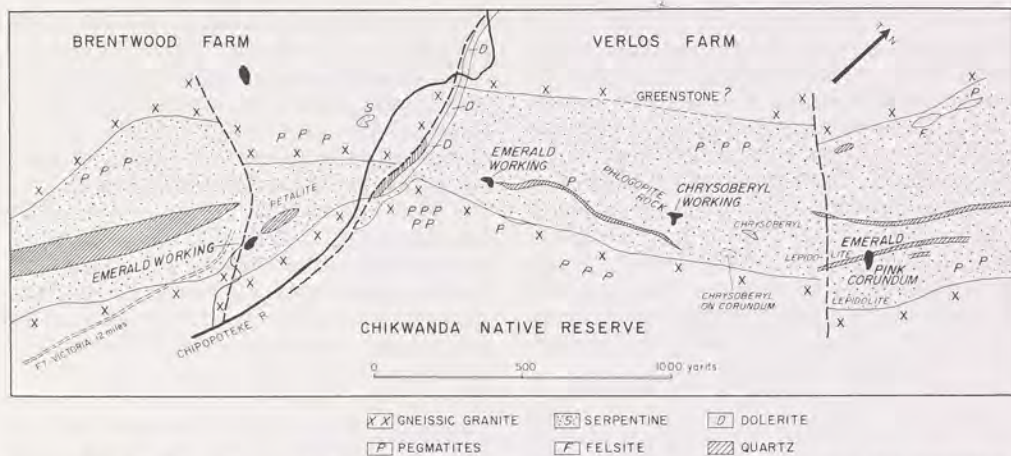 BRENTWOOD FARM
VERLOS FARM
N
D
X X
S
D
GREENSTONE ?
P
F
P P P
P P P
D
P P P
EMERALD
WORKING
P
PHLOGOPITE
ROCK
CHRYSOBERYL
WORKING
PETALITE
P P P
P P
CHRYSOBERYL
EMERALD
LEPIDO-LITE
PINK
CORUNDUM
EMERALD WORKING
P
P P P
P P
CHRYSOBERYL
ON CORUNDUM
LEPIDOLITE
FT. VICTORIA 12 miles
CHIPOPOTEKE R.
CHIKWANDA NATIVE RESERVE
0 500 1000 yards
X X GNEISSIC GRANITE
S SERPENTINE
D DOLERITE
P PEGMATITES
F FELSITE
QUARTZ